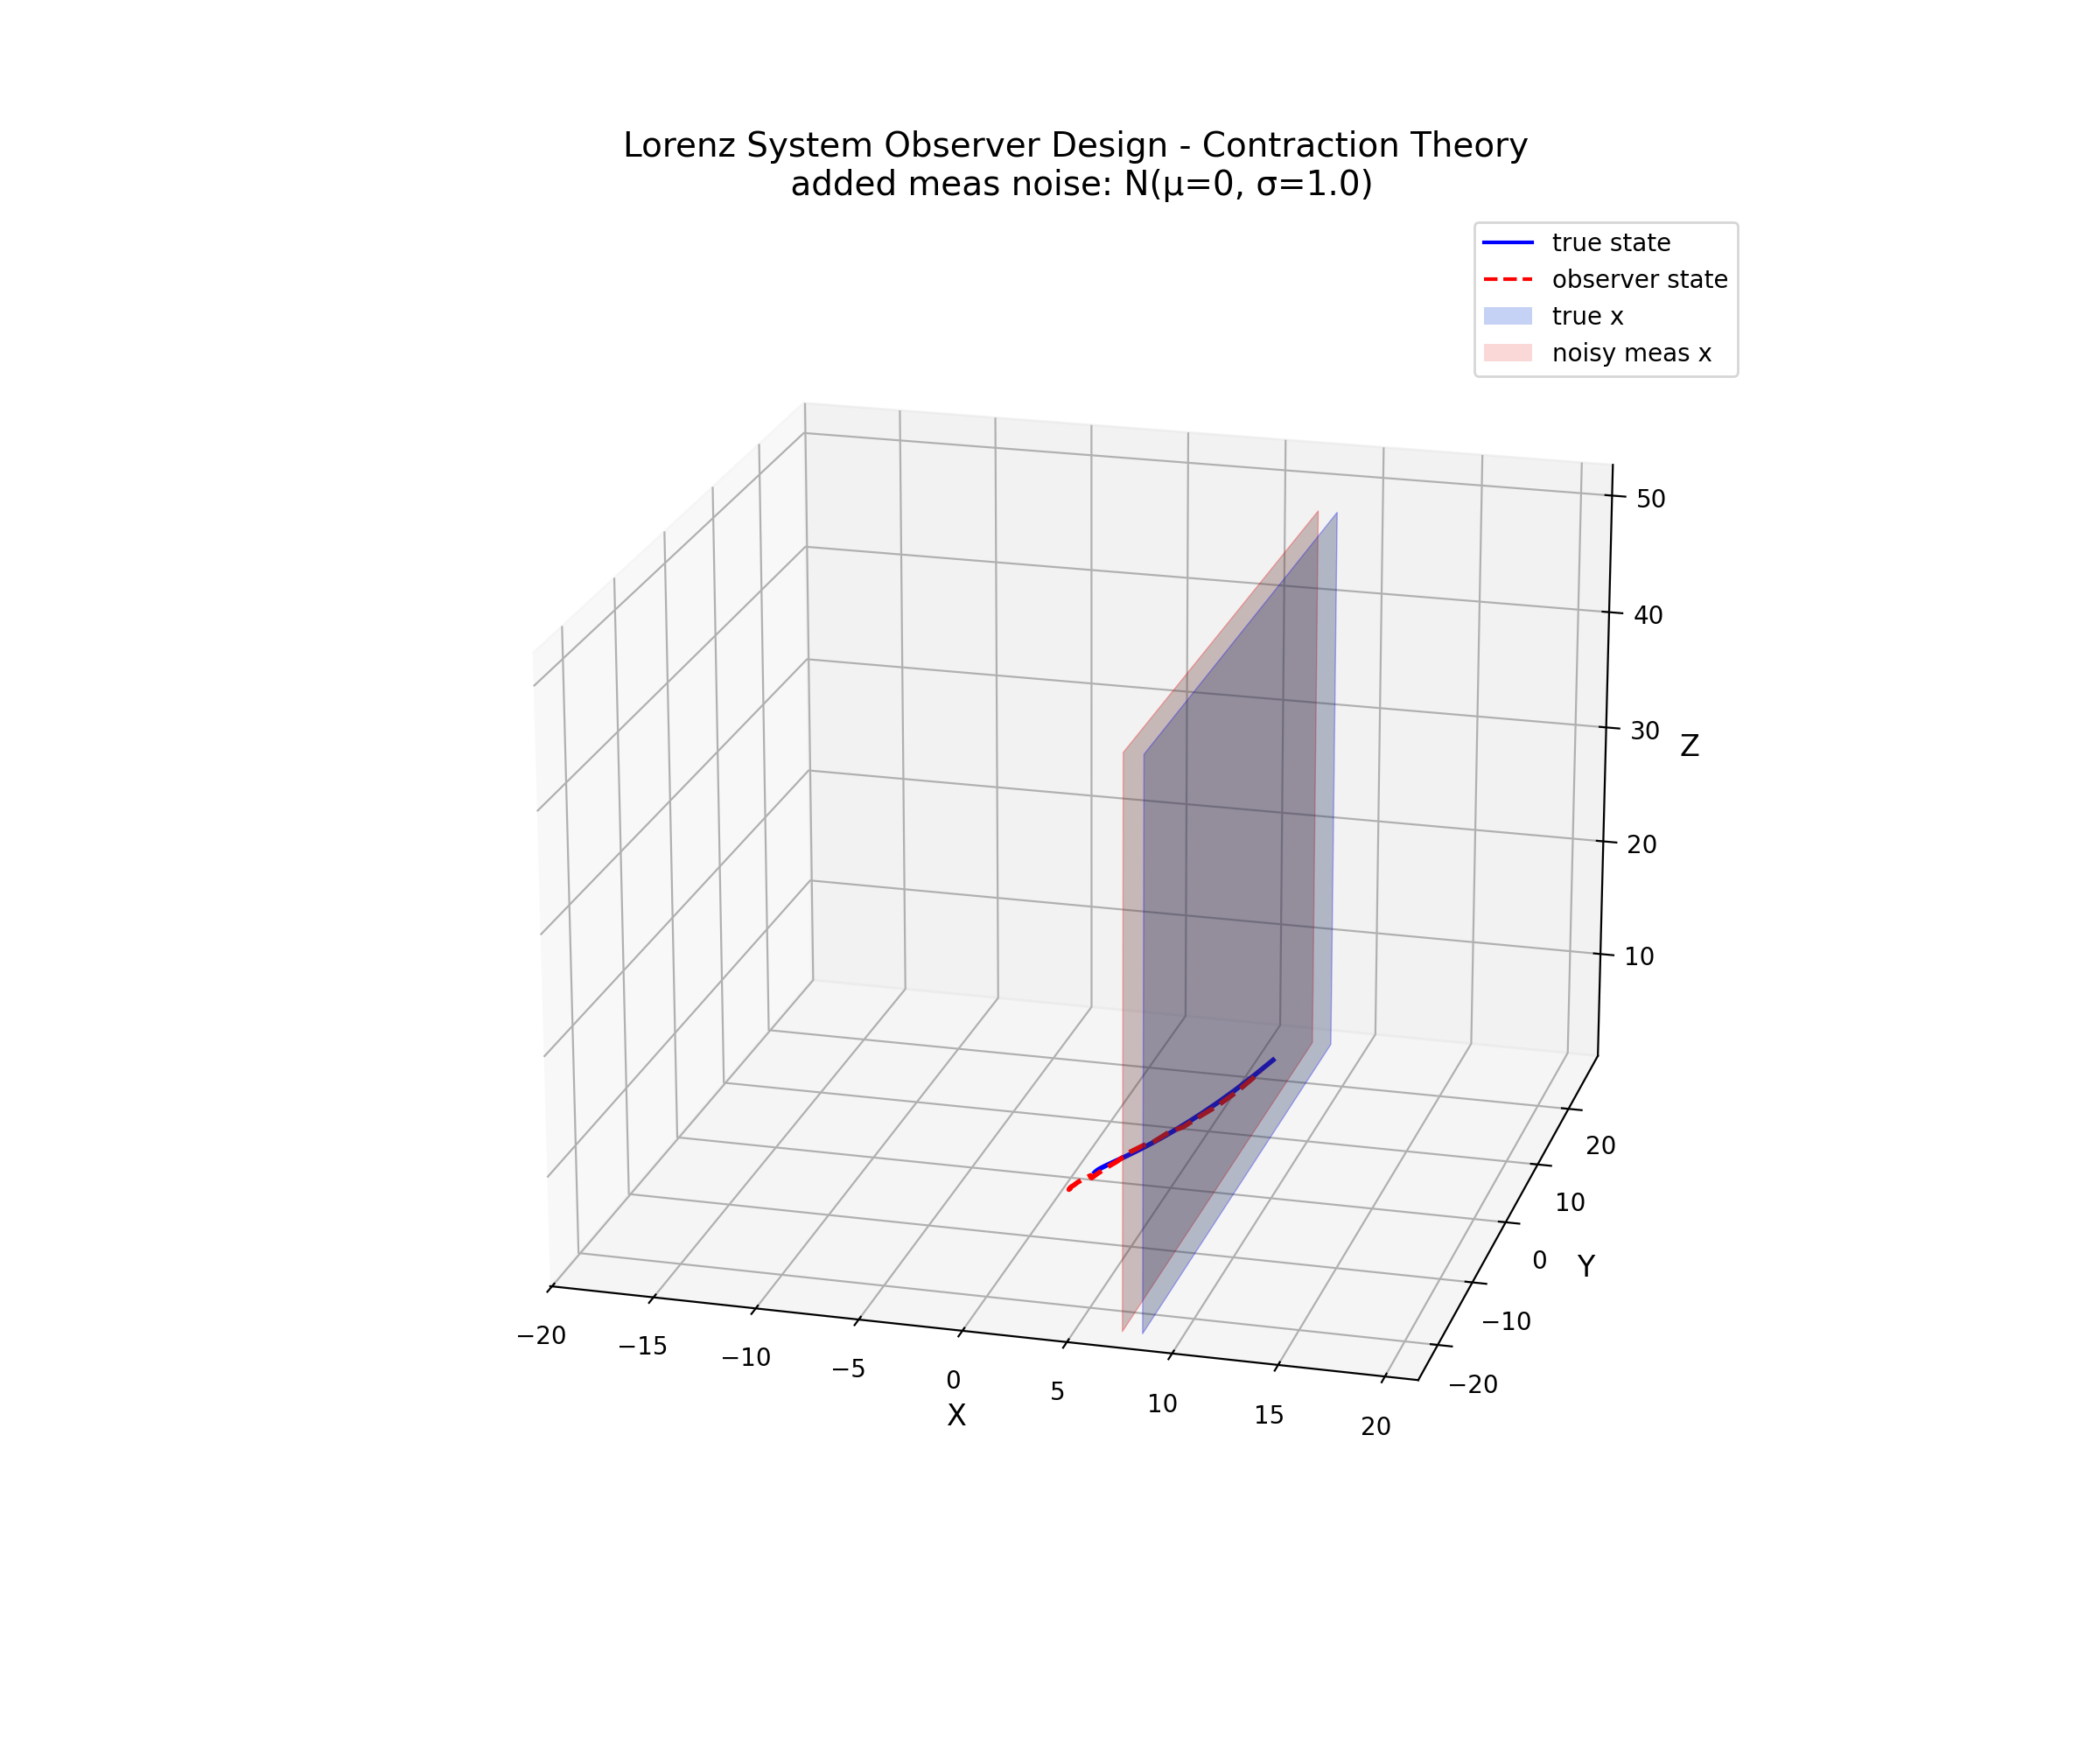 Lorenz System Observer Design - Contraction Theory
added meas noise: N(μ=0, σ=1.0)
true state
observer state
true x
noisy meas x
50
40
30
Z
20
10
20
10
0
Y
−10
−20
−20
−15
−10
−5
0
5
10
15
20
X